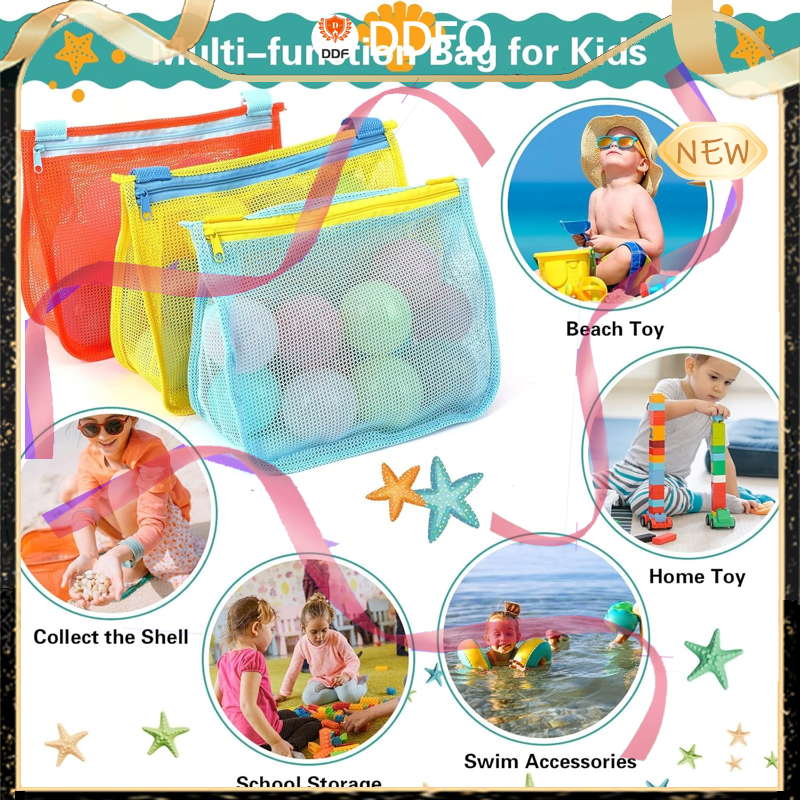 DDFO
DDF
Multi-function Bag for Kids
NEW
Beach Toy
Home Toy
Collect the Shell
Swim Accessories
School Storage